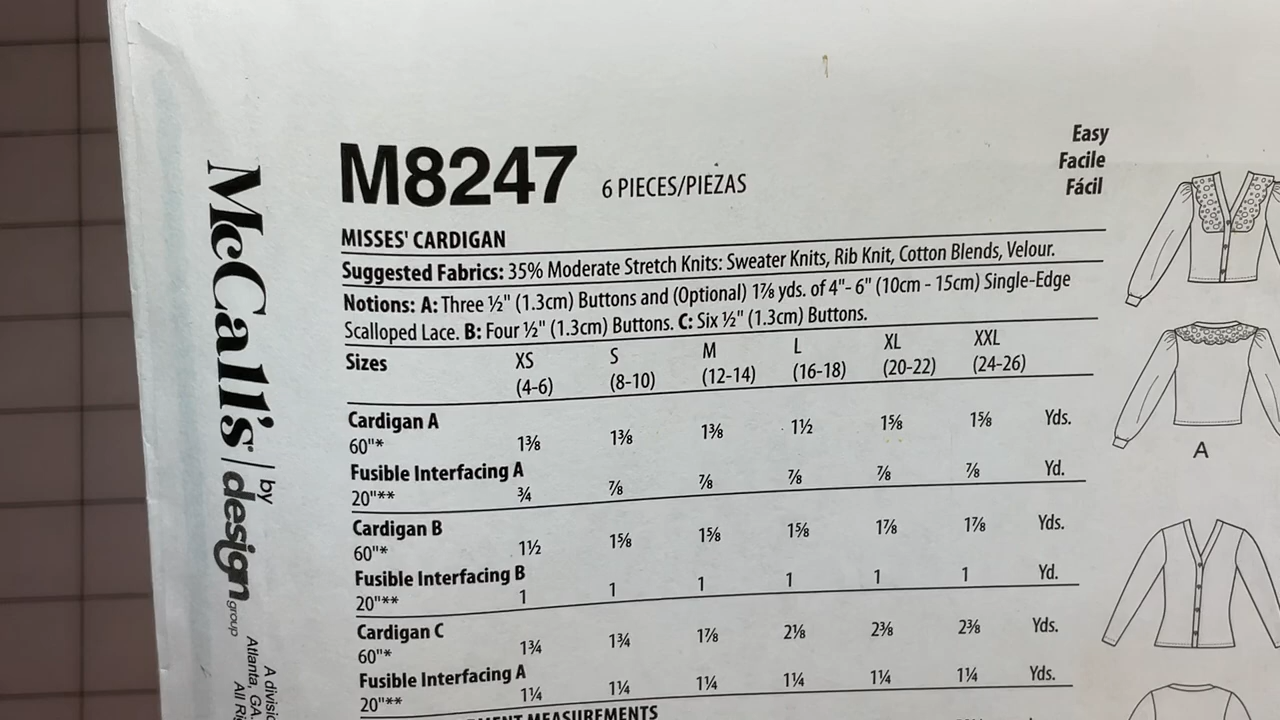 McCall's | by design group
A divisi
Atlanta, GA.
All Ri
M8247 6 PIECES/PIEZAS
Easy
Facile
Fácil
MISSES' CARDIGAN
Suggested Fabrics: 35% Moderate Stretch Knits: Sweater Knits, Rib Knit, Cotton Blends, Velour.
Notions: A: Three ½" (1.3cm) Buttons and (Optional) 1⅞ yds. of 4"- 6" (10cm - 15cm) Single-Edge
Scalloped Lace. B: Four ½" (1.3cm) Buttons. C: Six ½" (1.3cm) Buttons.
Sizes XS S M L XL XXL
(4-6) (8-10) (12-14) (16-18) (20-22) (24-26)
Cardigan A
60"* 1⅜ 1⅜ 1⅜ 1½ 1⅝ 1⅝ Yds.
Fusible Interfacing A
20"** ¾ ⅞ ⅞ ⅞ ⅞ ⅞ Yd.
Cardigan B
60"* 1½ 1⅝ 1⅝ 1⅝ 1⅞ 1⅞ Yds.
Fusible Interfacing B
20"** 1 1 1 1 1 1 Yd.
Cardigan C
60"* 1¾ 1¾ 1⅞ 2⅛ 2⅜ 2⅜ Yds.
Fusible Interfacing A
20"** 1¼ 1¼ 1¼ 1¼ 1¼ 1¼ Yds.
MEASUREMENTS
A